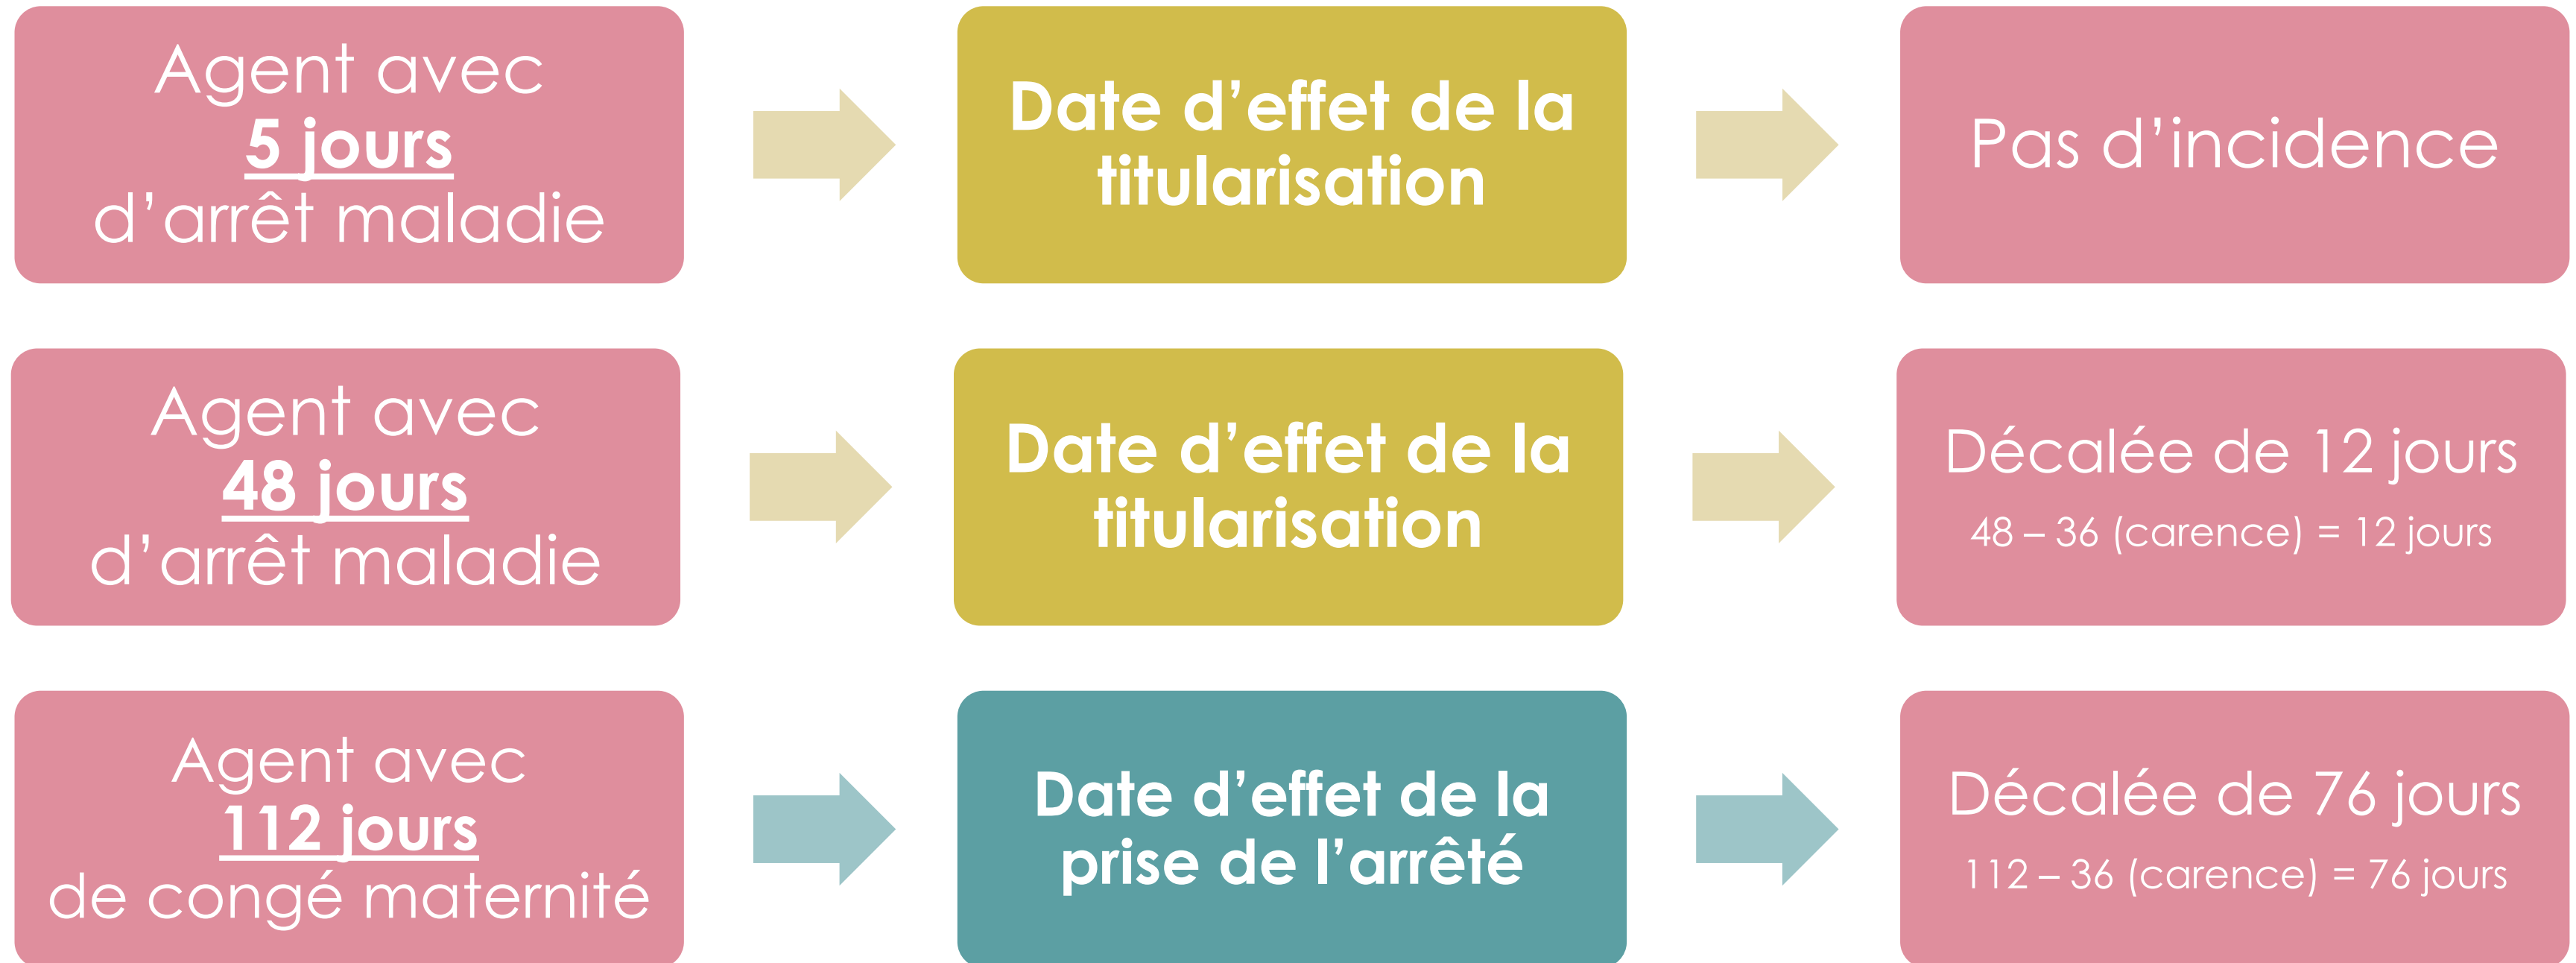 Agent avec
5 jours
d’arrêt maladie
Date d’effet de la
titularisation
Pas d’incidence
Agent avec
48 jours
d’arrêt maladie
Date d’effet de la
titularisation
Décalée de 12 jours
48 – 36 (carence) = 12 jours
Agent avec
112 jours
de congé maternité
Date d’effet de la
prise de l’arrêté
Décalée de 76 jours
112 – 36 (carence) = 76 jours